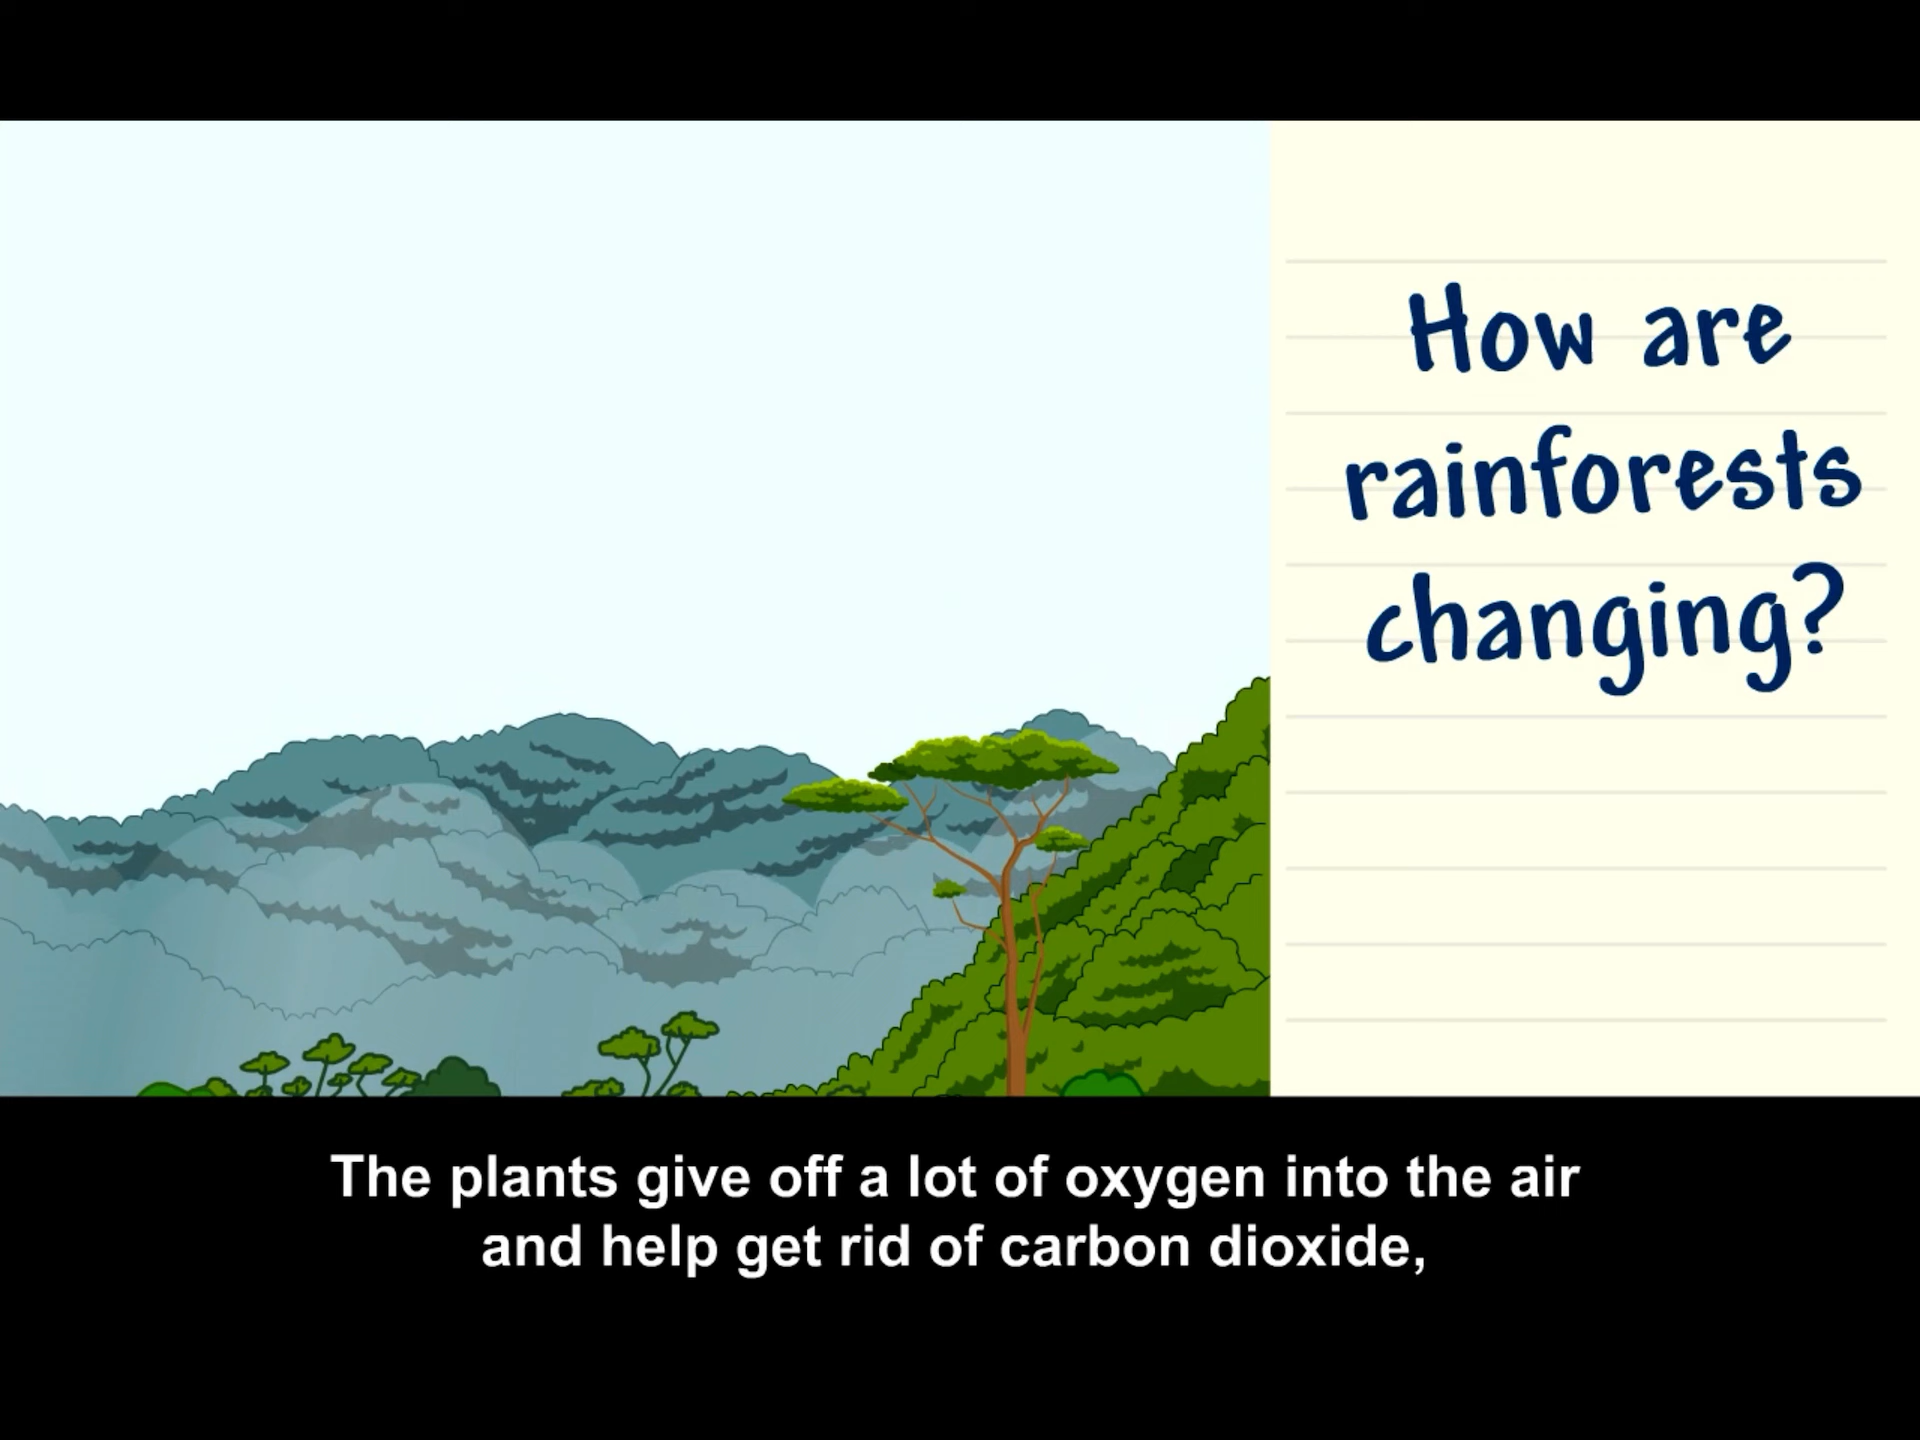 How are
rainforests
changing?
The plants give off a lot of oxygen into the air
and help get rid of carbon dioxide,